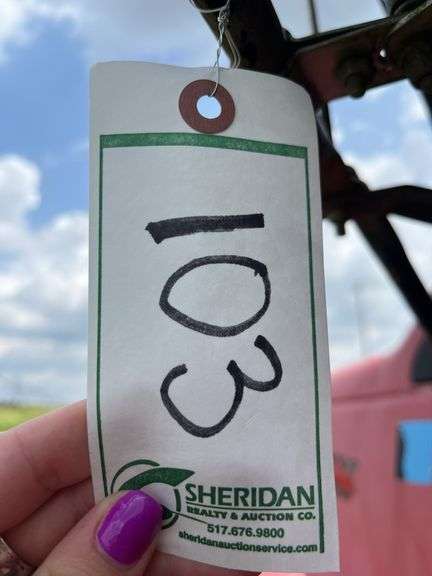 103
SHERIDAN
REALTY & AUCTION CO.
517.676.9800
sheridanauctionservice.com